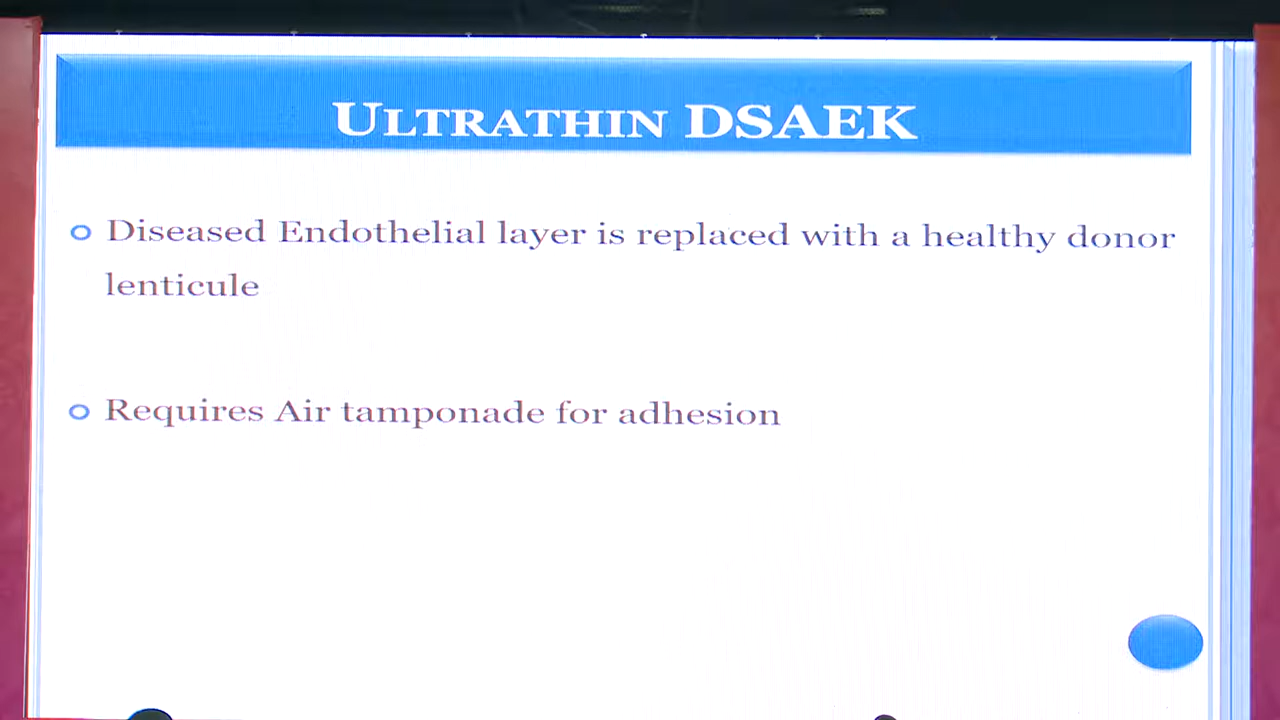 ULTRATHIN DSAEK
Diseased Endothelial layer is replaced with a healthy donor
lenticule
Requires Air tamponade for adhesion